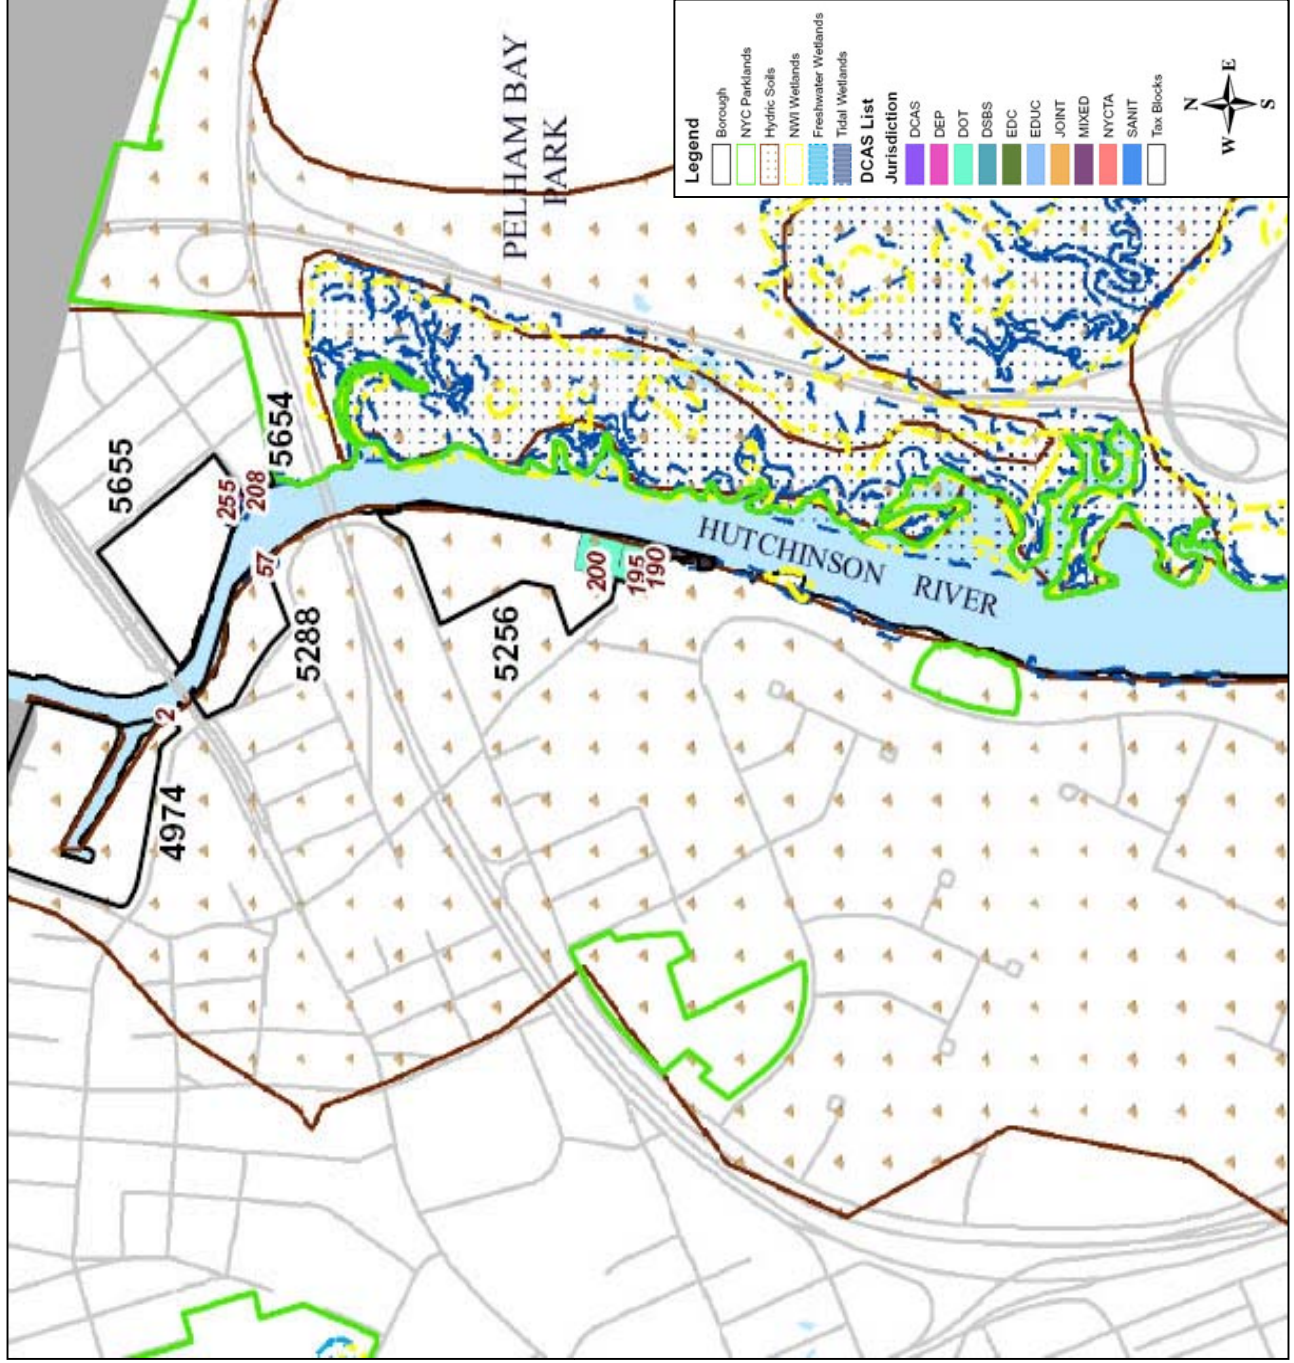 PELHAM BAY
PARK
5655
255
208
5654
57
5288
2
4974
200
195
190
5256
HUTCHINSON RIVER
Legend
Borough
NYC Parklands
Hydric Soils
NWI Wetlands
Freshwater Wetlands
Tidal Wetlands
DCAS List
Jurisdiction
DCAS
DEP
DOT
DSBS
EDC
EDUC
JOINT
MIXED
NYCTA
SANIT
Tax Blocks
N
W E
S